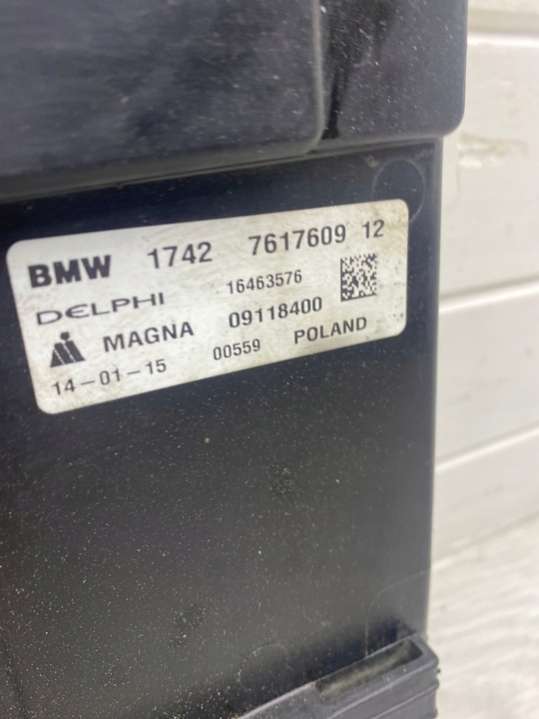 BMW 1742 7617609 12
DELPHI 16463576
MAGNA 09118400
14-01-15 00559 POLAND